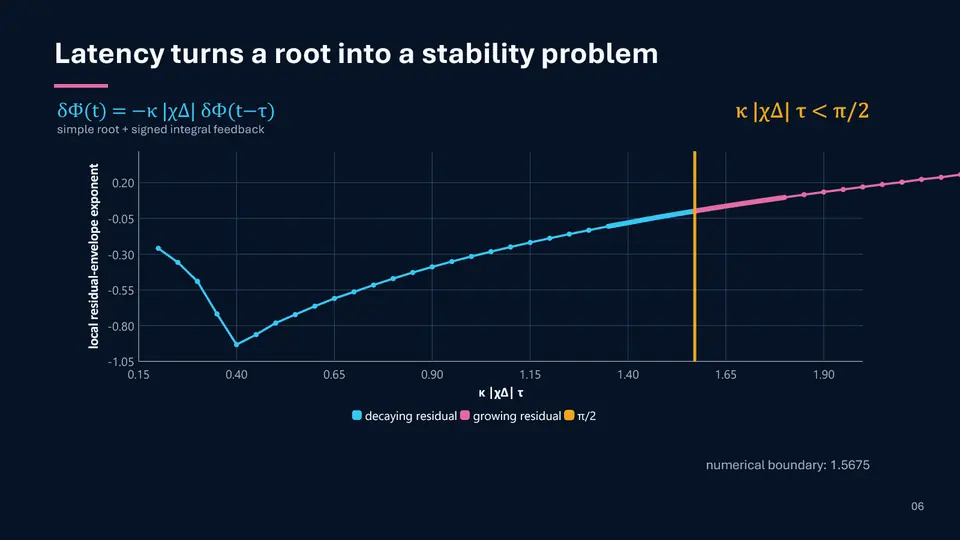 Latency turns a root into a stability problem
δΦ(t) = −κ |χΔ| δΦ(t−τ)
simple root + signed integral feedback
κ |χΔ| τ < π/2
local residual-envelope exponent
0.20
-0.05
-0.30
-0.55
-0.80
-1.05
0.15 0.40 0.65 0.90 1.15 1.40 1.65 1.90
κ |χΔ| τ
decaying residual growing residual π/2
numerical boundary: 1.5675
06